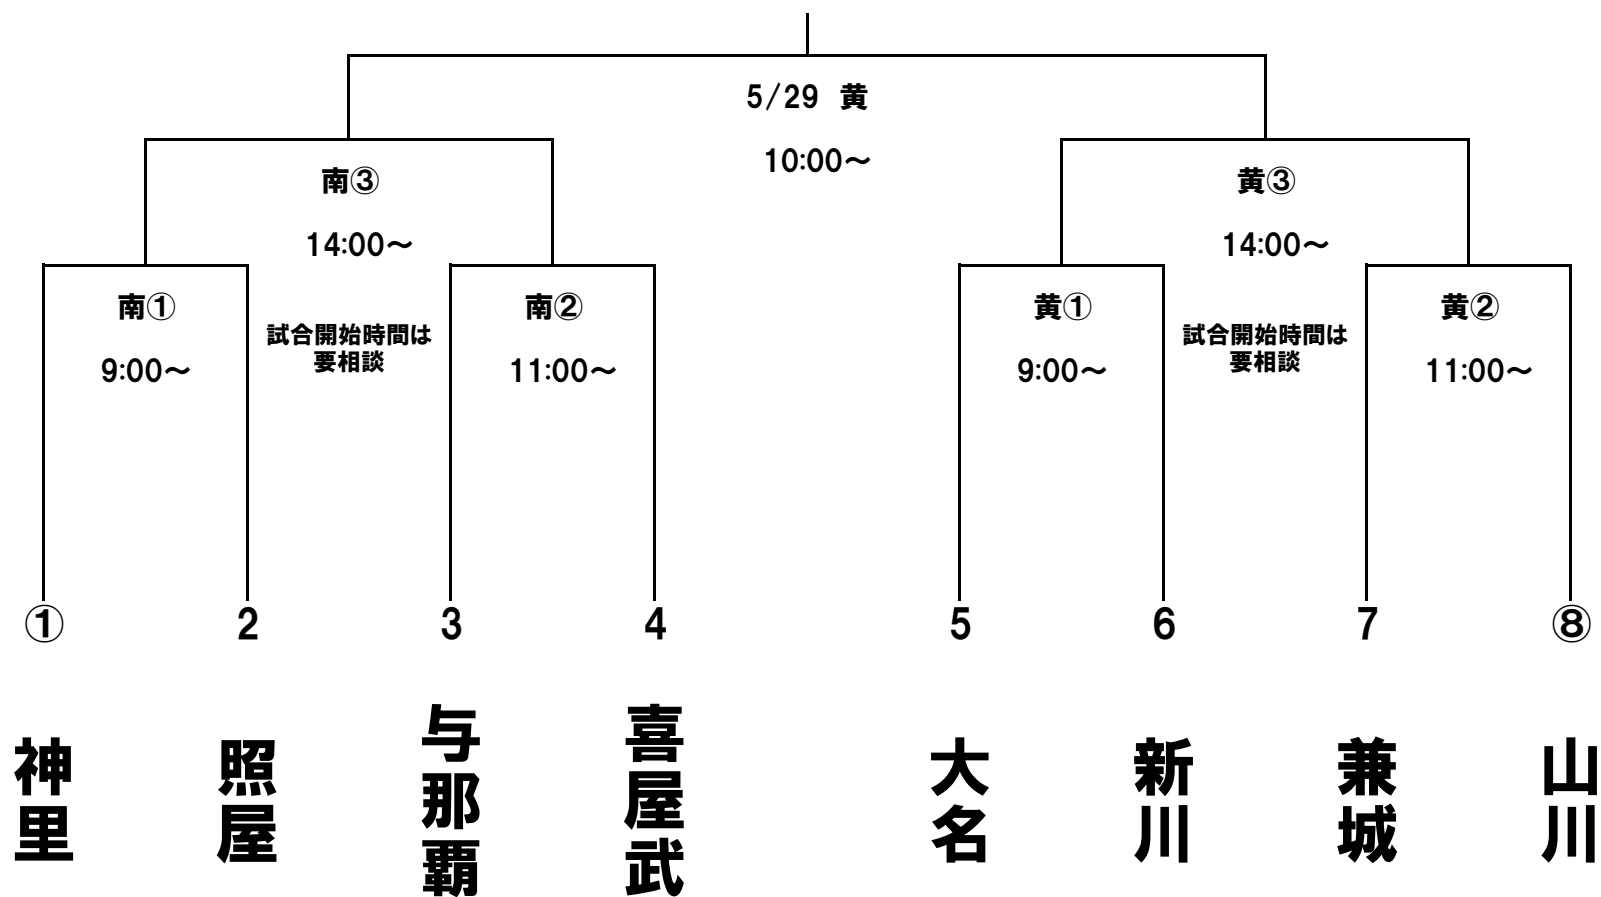 5/29 黄
10:00～
南③
14:00～
黄③
14:00～
南①
9:00～
試合開始時間は
要相談
南②
11:00～
黄①
9:00～
試合開始時間は
要相談
黄②
11:00～
① 2 3 4 5 6 7 ⑧
神里
照屋
与那覇
喜屋武
大名
新川
兼城
山川